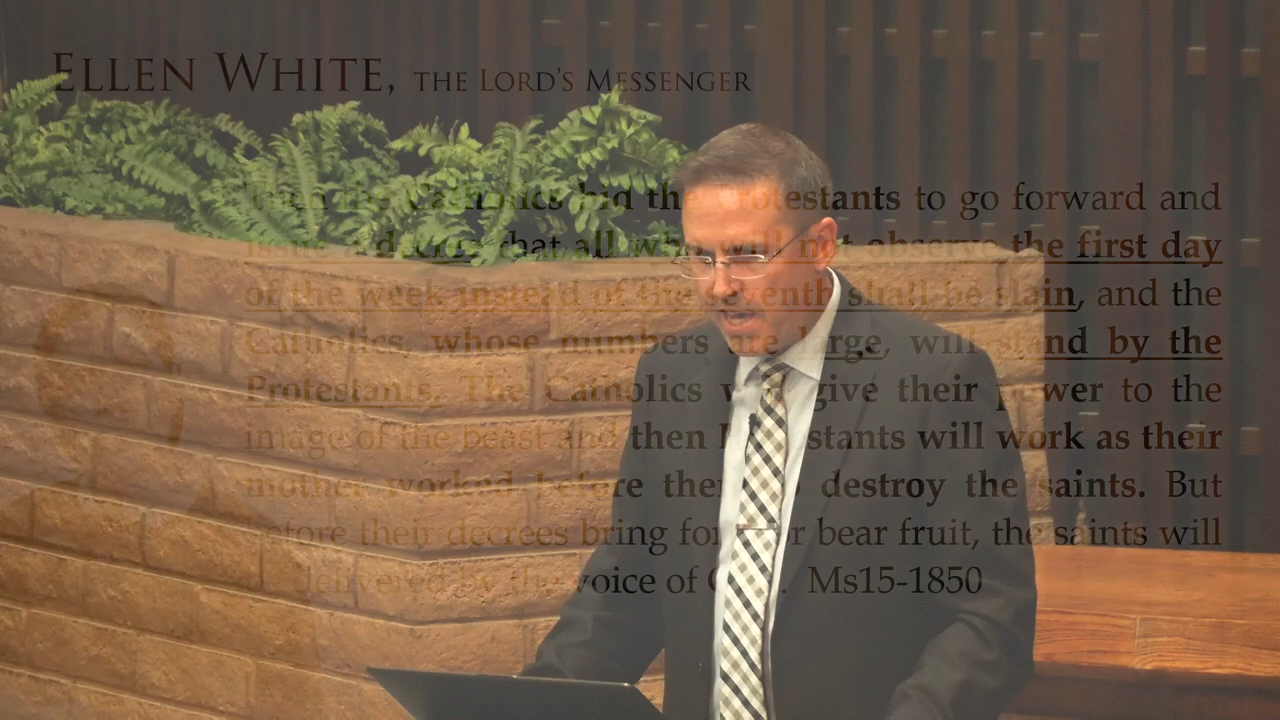 ELLEN WHITE, THE LORD'S MESSENGER
Catholics bid the Protestants to go forward and
that all who will not observe the first day
of the week instead of the seventh shall be slain, and the
Catholics, whose numbers are large, will stand by the
Protestants. The Catholics will give their power to the
image of the beast and then Protestants will work as their
mother worked before them to destroy the saints. But
before their decrees bring forth or bear fruit, the saints will
delivered by the voice of Ms15-1850